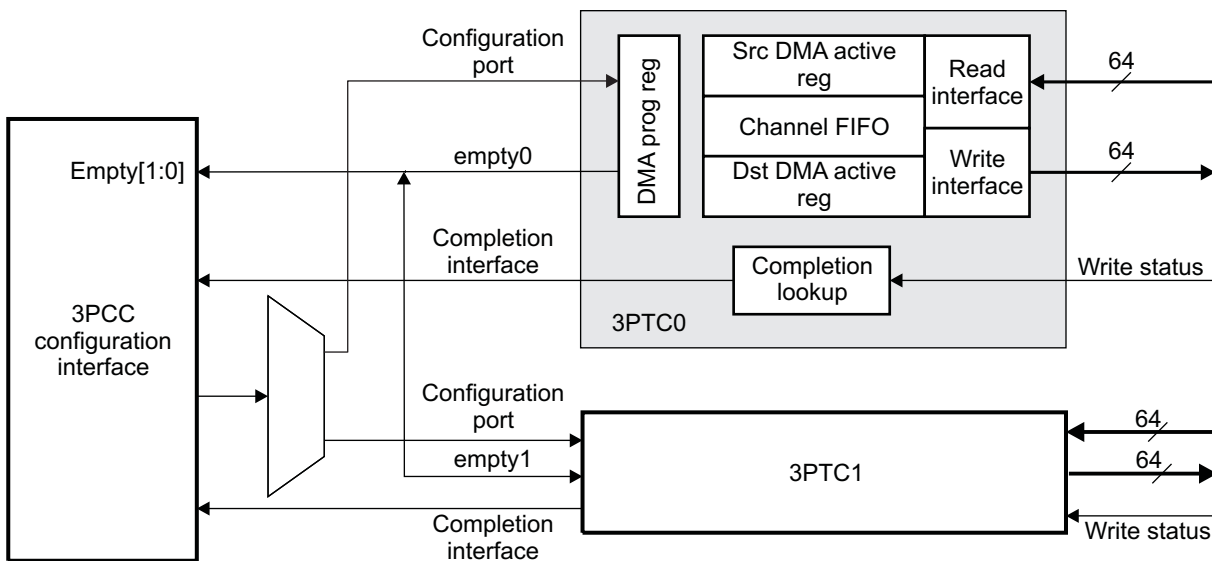 Configuration
port
DMA prog reg
Src DMA active
reg
Channel FIFO
Dst DMA active
reg
Read
interface
Write
interface
64
64
Empty[1:0]
empty0
Completion
interface
Completion
lookup
Write status
3PTC0
3PCC
configuration
interface
Configuration
port
empty1
3PTC1
64
64
Completion
interface
Write status